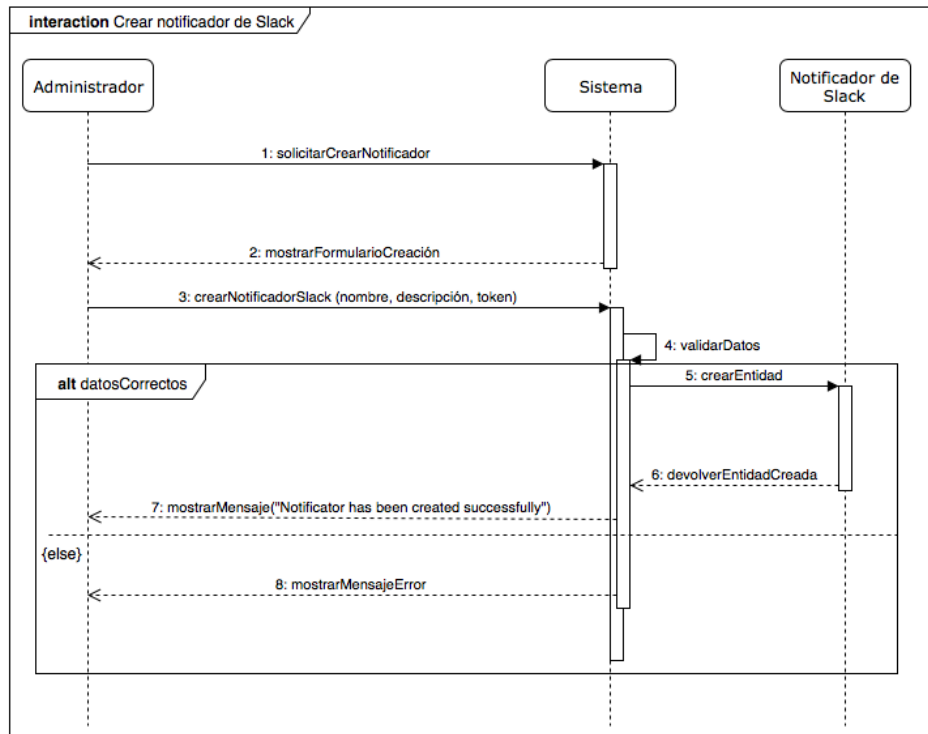 interaction Crear notificador de Slack
Administrador
Sistema
Notificador de
Slack
1: solicitarCrearNotificador
2: mostrarFormularioCreación
3: crearNotificadorSlack (nombre, descripción, token)
4: validarDatos
alt datosCorrectos
5: crearEntidad
6: devolverEntidadCreada
7: mostrarMensaje("Notificator has been created successfully")
{else}
8: mostrarMensajeError